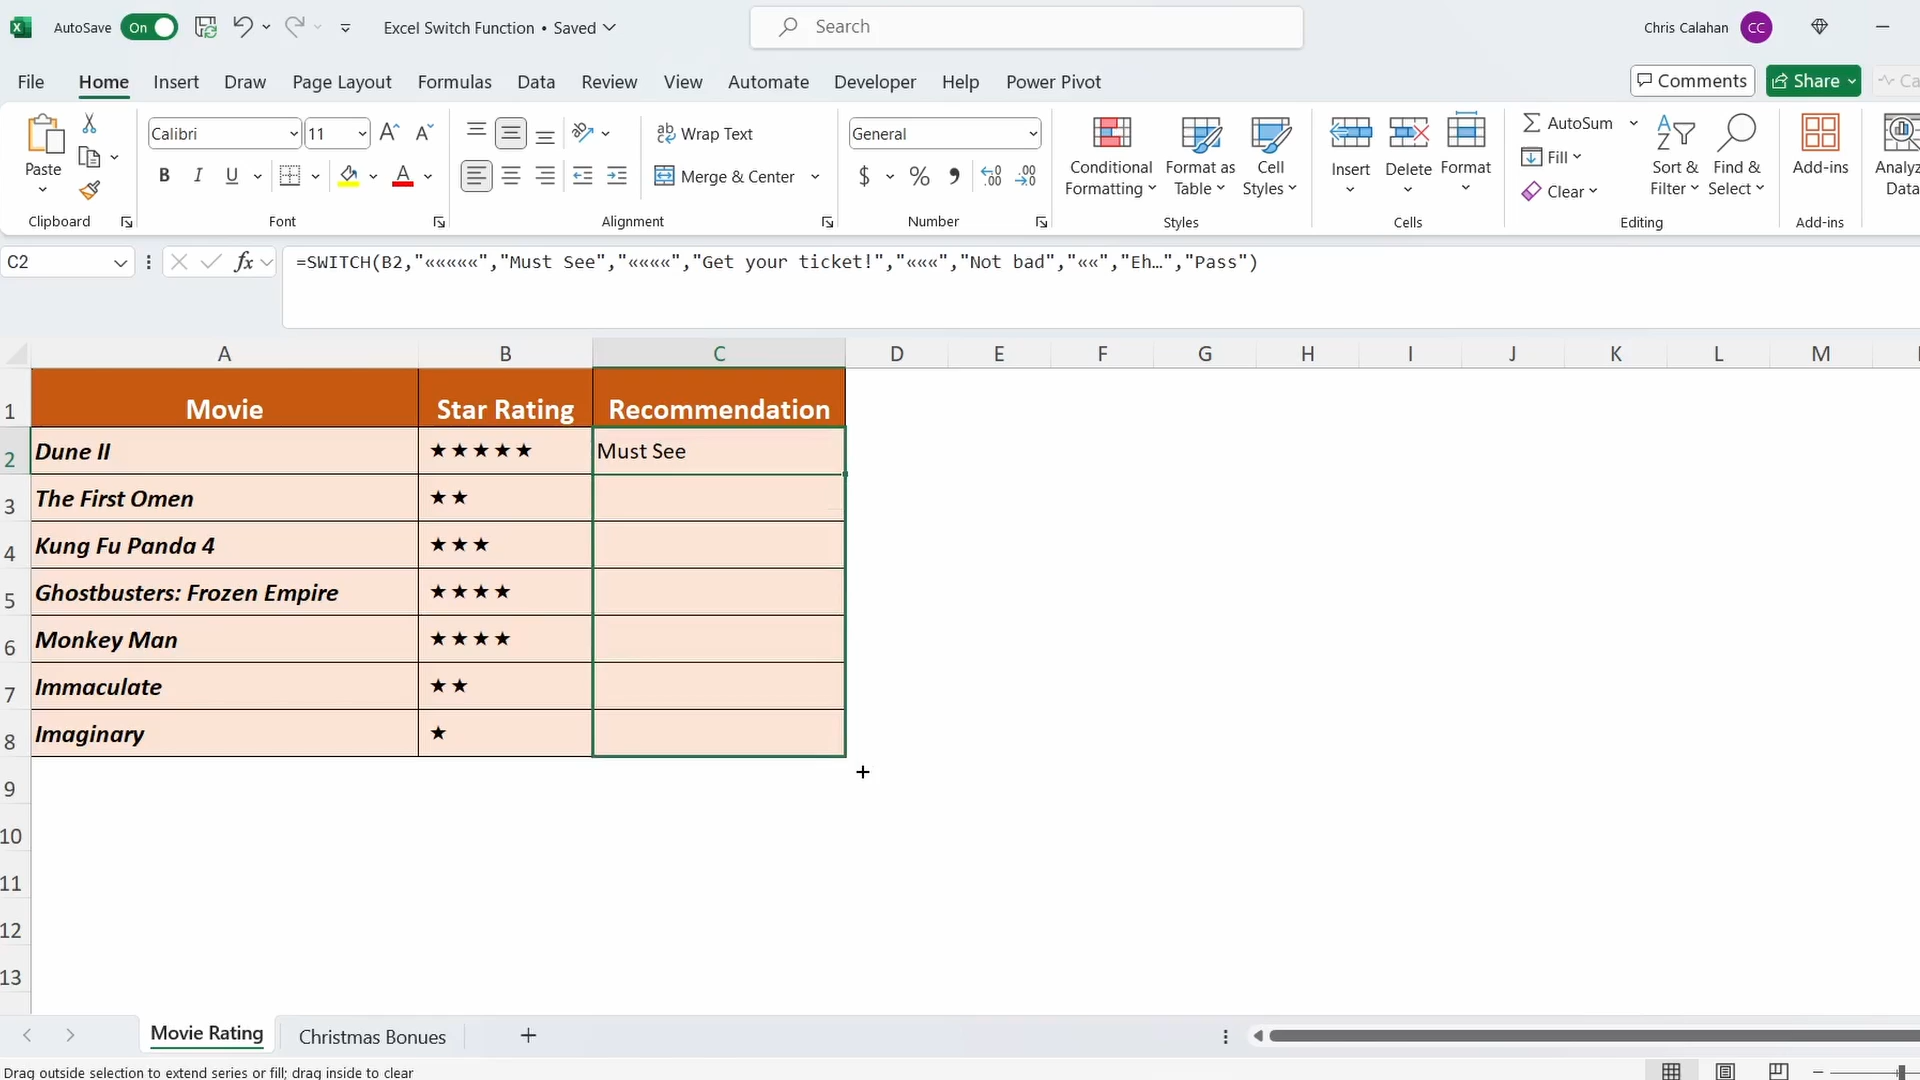 AutoSave On Excel Switch Function • Saved Search Chris Calahan CC
File Home Insert Draw Page Layout Formulas Data Review View Automate Developer Help Power Pivot Comments Share
Paste
Clipboard
Calibri 11
B I U A
Font
ab Wrap Text
Merge & Center
Alignment
General
$ % 9 .00 .00
Number
Conditional Formatting
Format as Table
Cell Styles
Styles
Insert Delete Format
Cells
AutoSum
Fill
Clear
Sort & Filter
Find & Select
Editing
Add-ins
Add-ins
Data
C2 fx =SWITCH(B2,"«««««","Must See","««««","Get your ticket!","«««","Not bad","««","Eh…","Pass")
A B C D E F G H I J K L M
1 Movie Star Rating Recommendation
2 Dune II ★★★★★ Must See
3 The First Omen ★★
4 Kung Fu Panda 4 ★★★
5 Ghostbusters: Frozen Empire ★★★★
6 Monkey Man ★★★★
7 Immaculate ★★
8 Imaginary ★
9
10
11
12
13
Movie Rating Christmas Bonues
Drag outside selection to extend series or fill; drag inside to clear